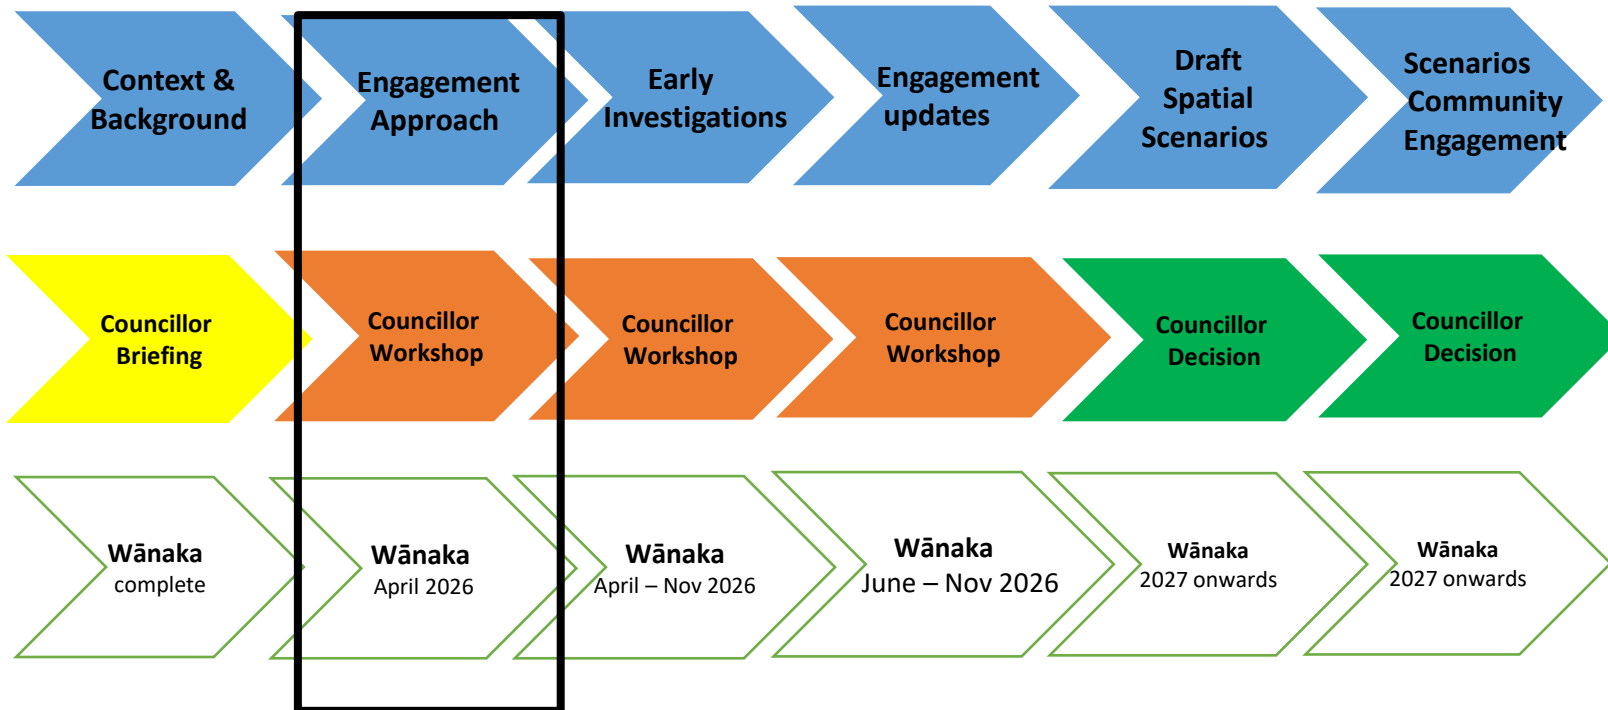 Context &
Background
Engagement
Approach
Early
Investigations
Engagement
updates
Draft
Spatial
Scenarios
Scenarios
Community
Engagement
Councillor
Briefing
Councillor
Workshop
Councillor
Workshop
Councillor
Workshop
Councillor
Decision
Councillor
Decision
Wānaka
complete
Wānaka
April 2026
Wānaka
April – Nov 2026
Wānaka
June – Nov 2026
Wānaka
2027 onwards
Wānaka
2027 onwards